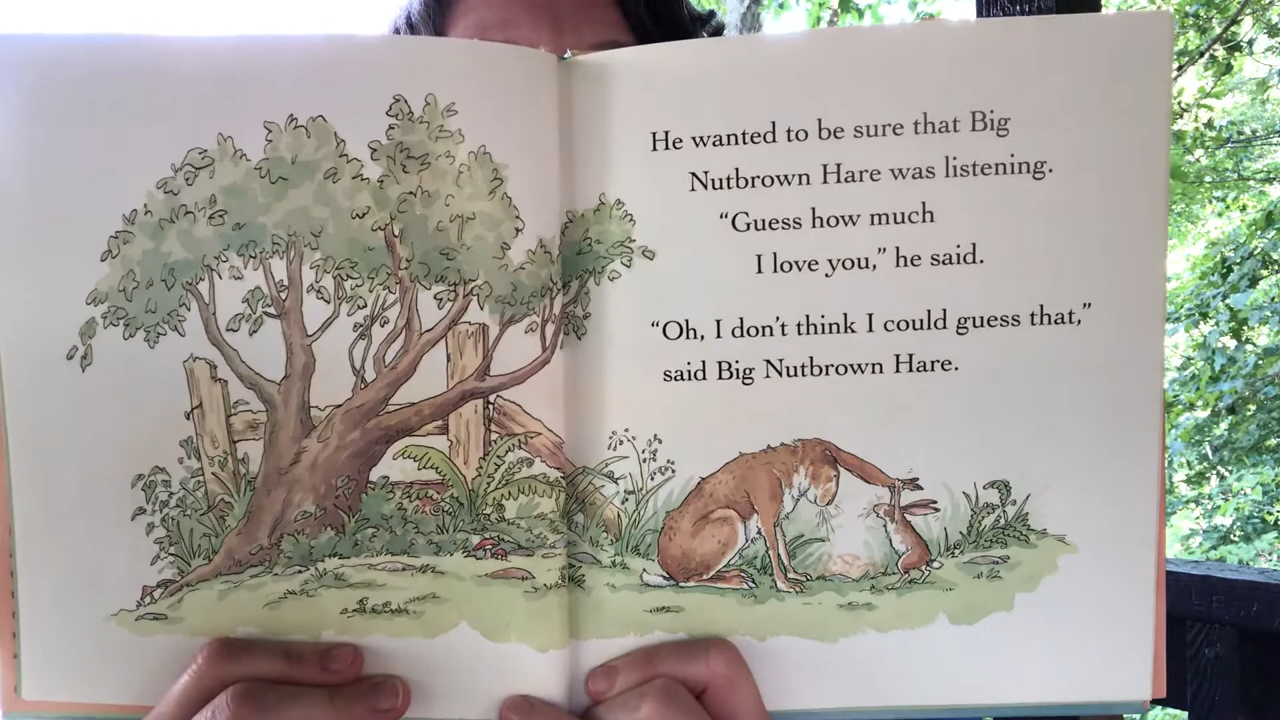 He wanted to be sure that Big
Nutbrown Hare was listening.
“Guess how much
I love you,” he said.
“Oh, I don’t think I could guess that,”
said Big Nutbrown Hare.